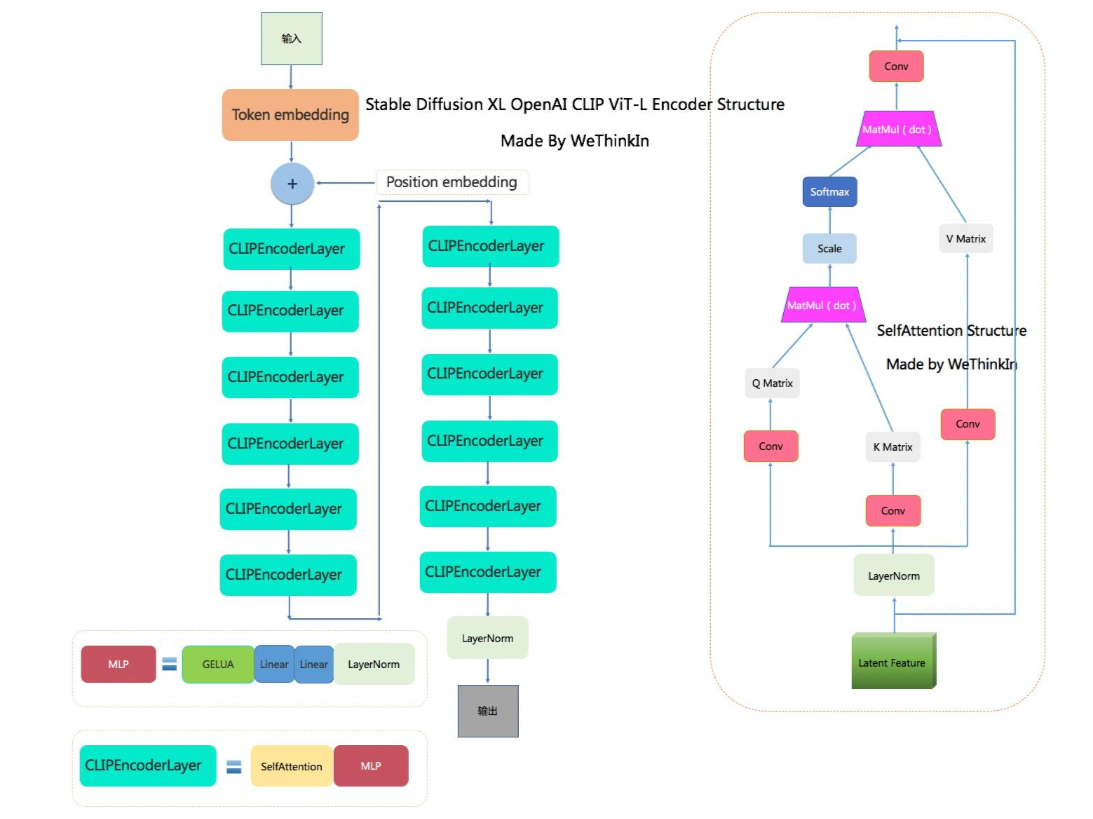 输入
Token embedding
Stable Diffusion XL OpenAI CLIP ViT-L Encoder Structure
Made By WeThinkIn
+
Position embedding
CLIPEncoderLayer
CLIPEncoderLayer
CLIPEncoderLayer
CLIPEncoderLayer
CLIPEncoderLayer
CLIPEncoderLayer
CLIPEncoderLayer
CLIPEncoderLayer
CLIPEncoderLayer
CLIPEncoderLayer
CLIPEncoderLayer
CLIPEncoderLayer
LayerNorm
输出
MLP = GELUA Linear Linear LayerNorm
CLIPEncoderLayer = SelfAttention MLP
Conv
MatMul ( dot )
Softmax
V Matrix
Scale
MatMul ( dot )
SelfAttention Structure
Made by WeThinkIn
Q Matrix
Conv
Conv
K Matrix
Conv
LayerNorm
Latent Feature